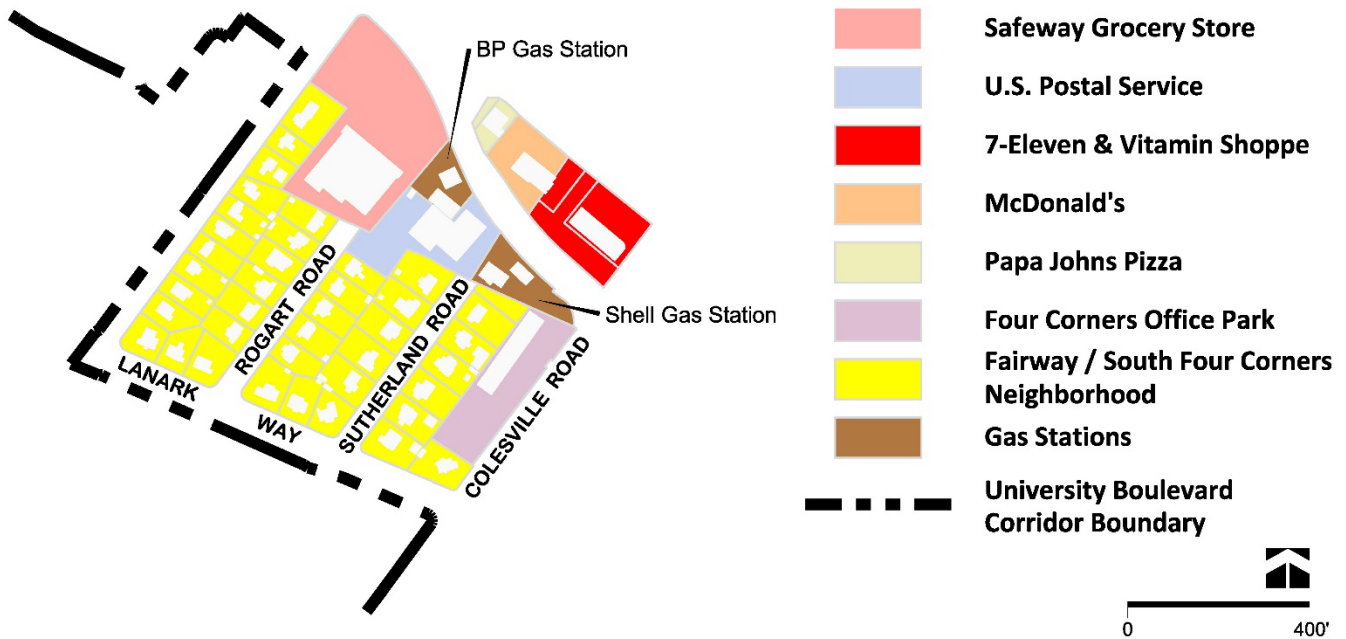 BP Gas Station
Shell Gas Station
LANARK
WAY
ROGART ROAD
SUTHERLAND ROAD
COLESVILLE ROAD
Safeway Grocery Store
U.S. Postal Service
7-Eleven & Vitamin Shoppe
McDonald's
Papa Johns Pizza
Four Corners Office Park
Fairway / South Four Corners
Neighborhood
Gas Stations
University Boulevard
Corridor Boundary
0
400'